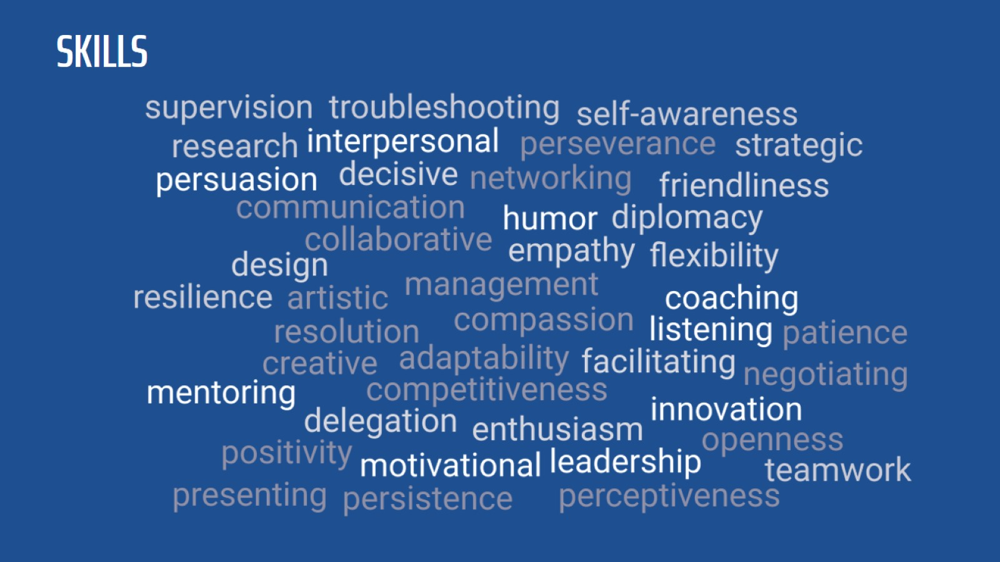 SKILLS
supervision troubleshooting self-awareness
research interpersonal perseverance strategic
persuasion decisive networking friendliness
communication humor diplomacy
collaborative empathy flexibility
design
management
resilience artistic coaching
resolution compassion listening patience
creative adaptability facilitating negotiating
mentoring competitiveness innovation
delegation enthusiasm openness
positivity motivational leadership teamwork
presenting persistence perceptiveness